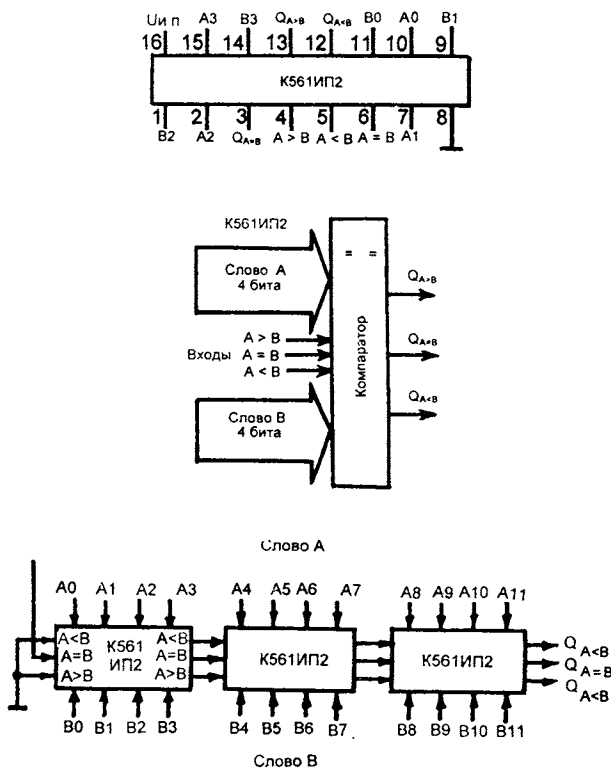 Uи п A3 B3 QA>B QA<B B0 A0 B1
16 15 14 13 12 11 10 9
К561ИП2
1 2 3 4 5 6 7 8
B2 A2 QA=B A > B A < B A = B A1
К561ИП2
Слово A
4 бита
= =
QA>B
A > B
Входы A = B
A < B
Компаратор
QA=B
QA<B
Слово B
4 бита
Слово A
A0 A1 A2 A3 A4 A5 A6 A7 A8 A9 A10 A11
A<B К561 A<B
A=B ИП2 A=B
A>B A>B
К561ИП2
К561ИП2
Q A<B
Q A=B
Q A<B
B0 B1 B2 B3 B4 B5 B6 B7 B8 B9 B10 B11
Слово B